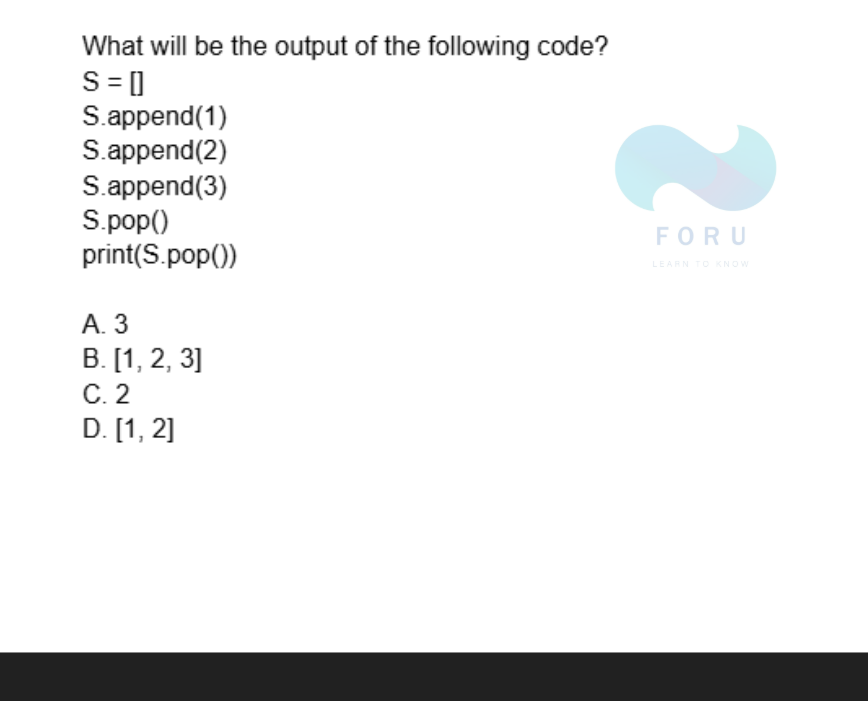 What will be the output of the following code?
S = []
S.append(1)
S.append(2)
S.append(3)
S.pop()
print(S.pop())
FORU
LEARN TO KNOW
A. 3
B. [1, 2, 3]
C. 2
D. [1, 2]